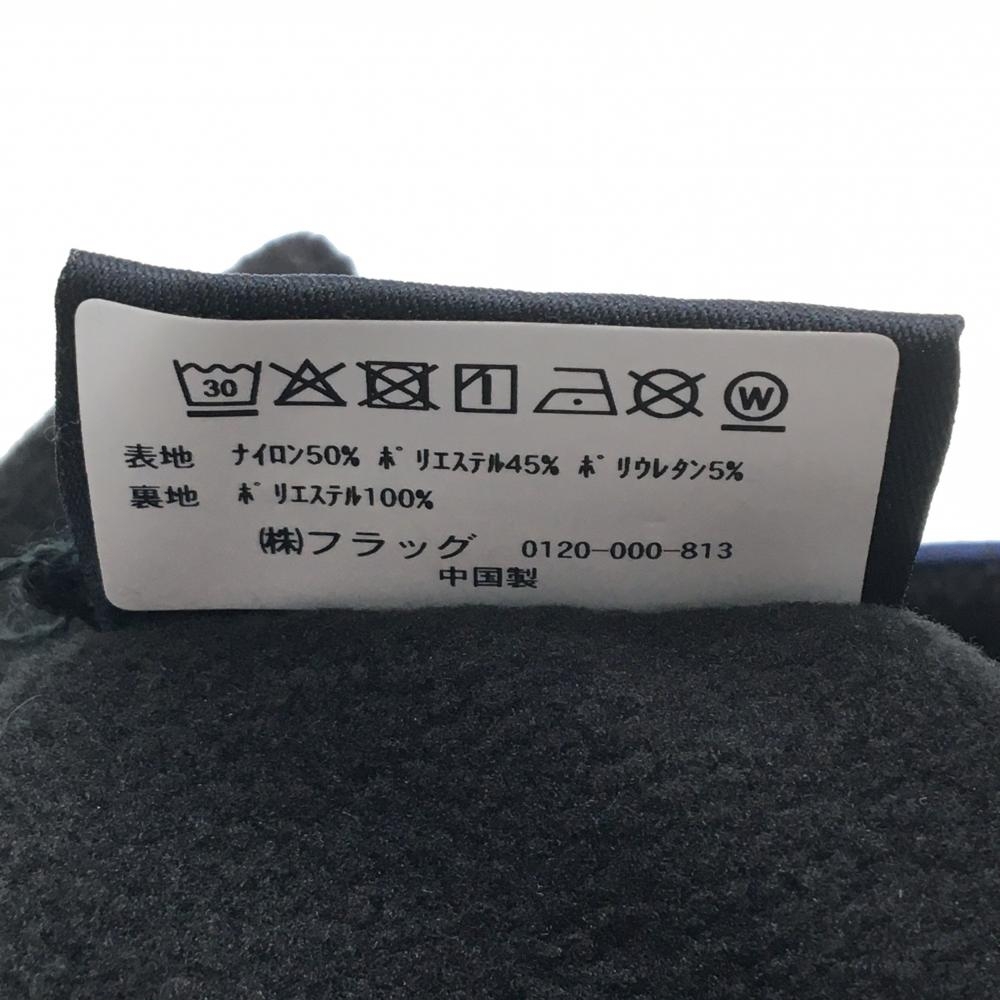 30 W
表地 ナイロン50% ポリエステル45% ポリウレタン5%
裏地 ポリエステル100%
㈱フラッグ 0120-000-813
中国製